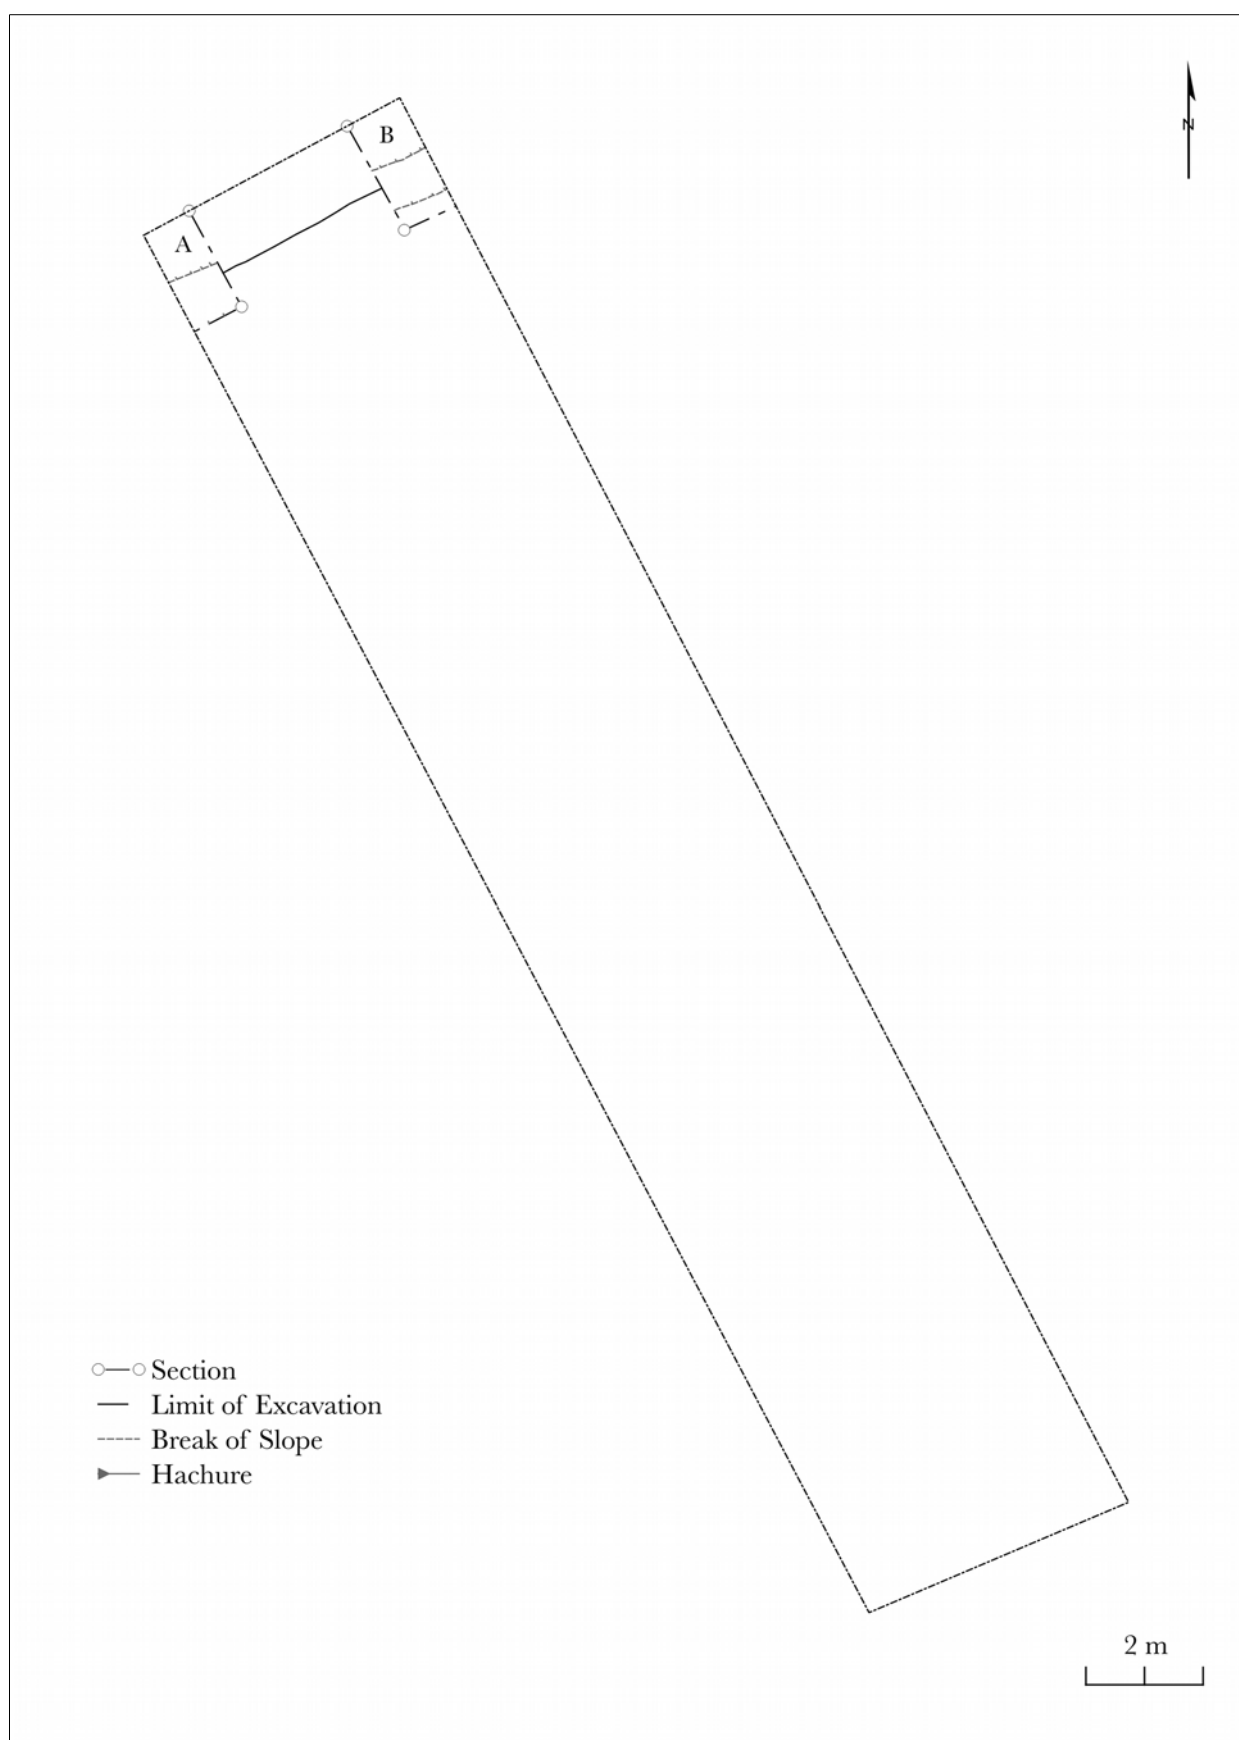 N
B
A
Section
Limit of Excavation
Break of Slope
Hachure
2 m